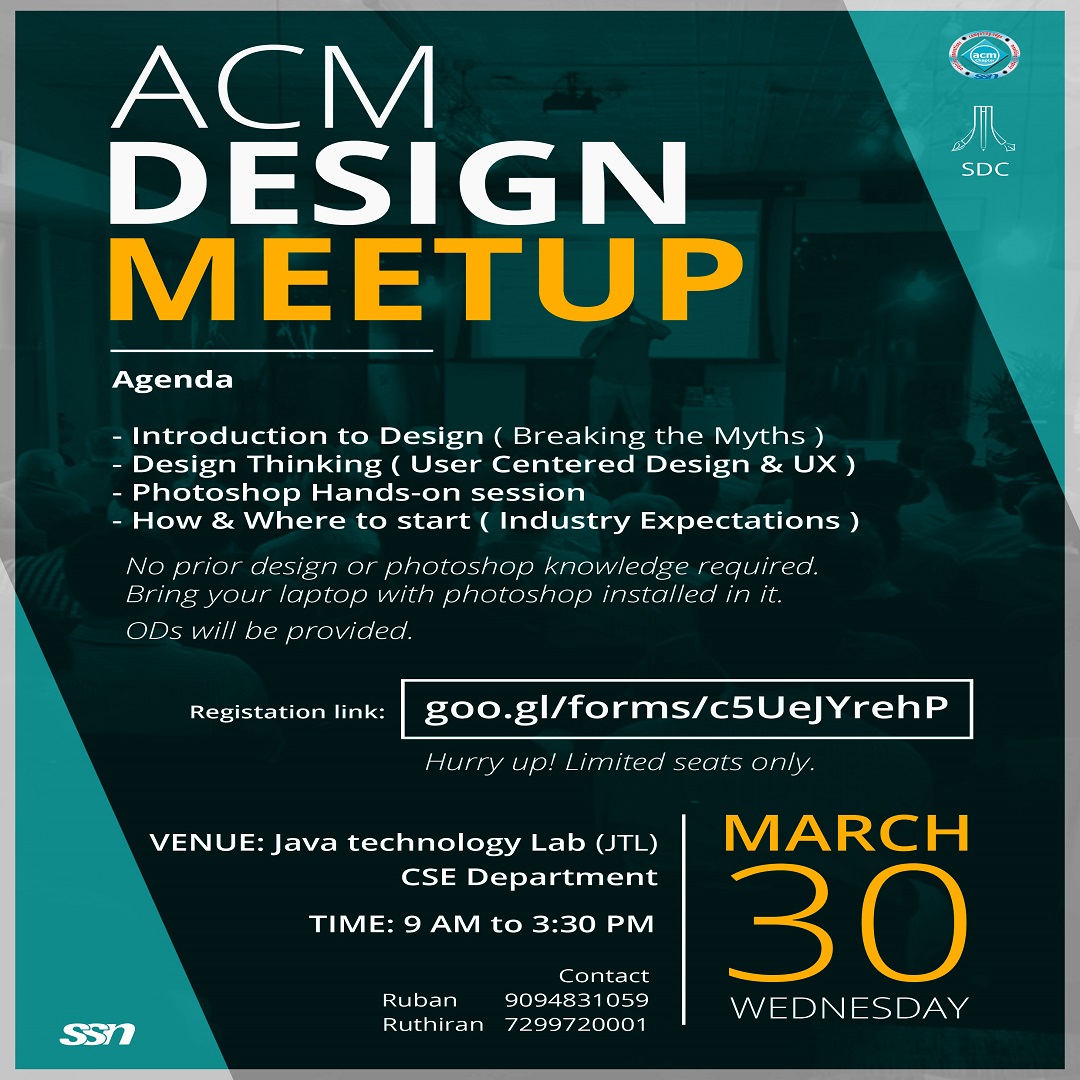 ACM
DESIGN
MEETUP
acm
SDC
Agenda
- Introduction to Design ( Breaking the Myths )
- Design Thinking ( User Centered Design & UX )
- Photoshop Hands-on session
- How & Where to start ( Industry Expectations )
No prior design or photoshop knowledge required.
Bring your laptop with photoshop installed in it.
ODs will be provided.
Registation link: goo.gl/forms/c5UeJYrehP
Hurry up! Limited seats only.
VENUE: Java technology Lab (JTL)
CSE Department
TIME: 9 AM to 3:30 PM
Contact
Ruban 9094831059
Ruthiran 7299720001
MARCH
30
WEDNESDAY
ssn